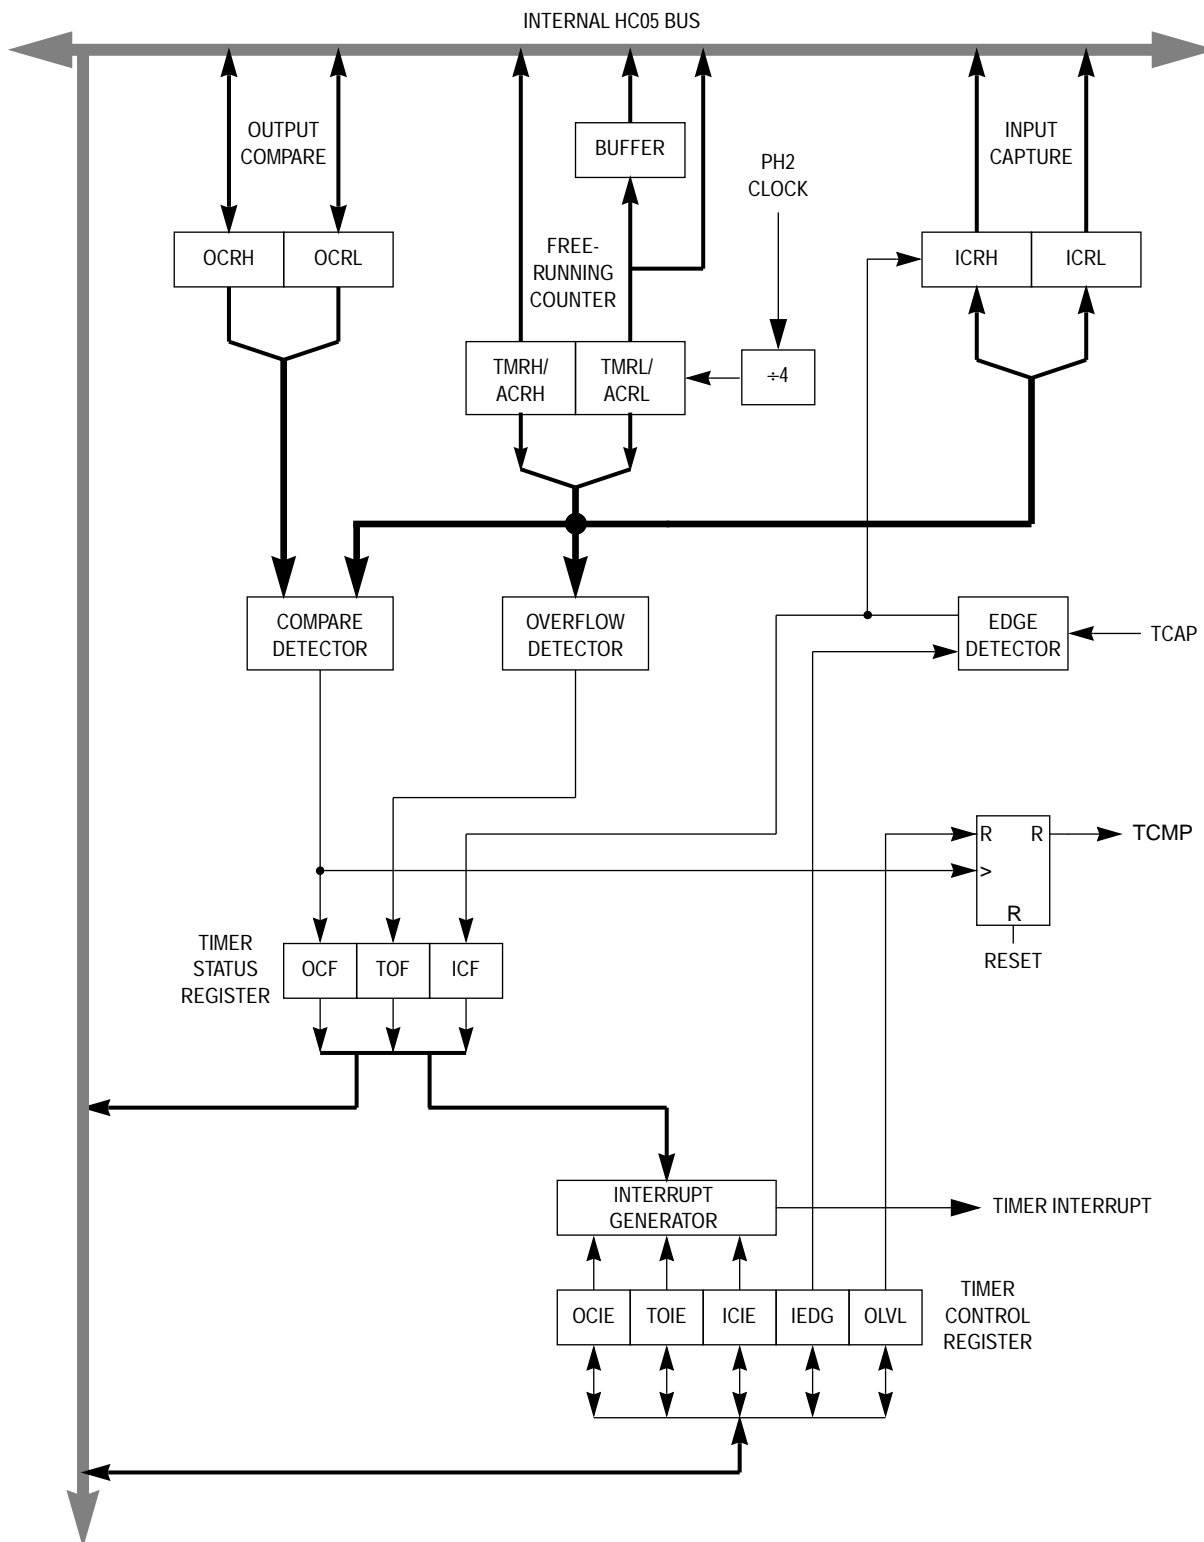 INTERNAL HC05 BUS
OUTPUT
COMPARE
BUFFER
PH2
CLOCK
INPUT
CAPTURE
OCRH
OCRL
FREE-
RUNNING
COUNTER
ICRH
ICRL
TMRH/
ACRH
TMRL/
ACRL
÷4
COMPARE
DETECTOR
OVERFLOW
DETECTOR
EDGE
DETECTOR
TCAP
R
R
TCMP
>
R
RESET
TIMER
STATUS
REGISTER
OCF
TOF
ICF
INTERRUPT
GENERATOR
TIMER INTERRUPT
OCIE
TOIE
ICIE
IEDG
OLVL
TIMER
CONTROL
REGISTER